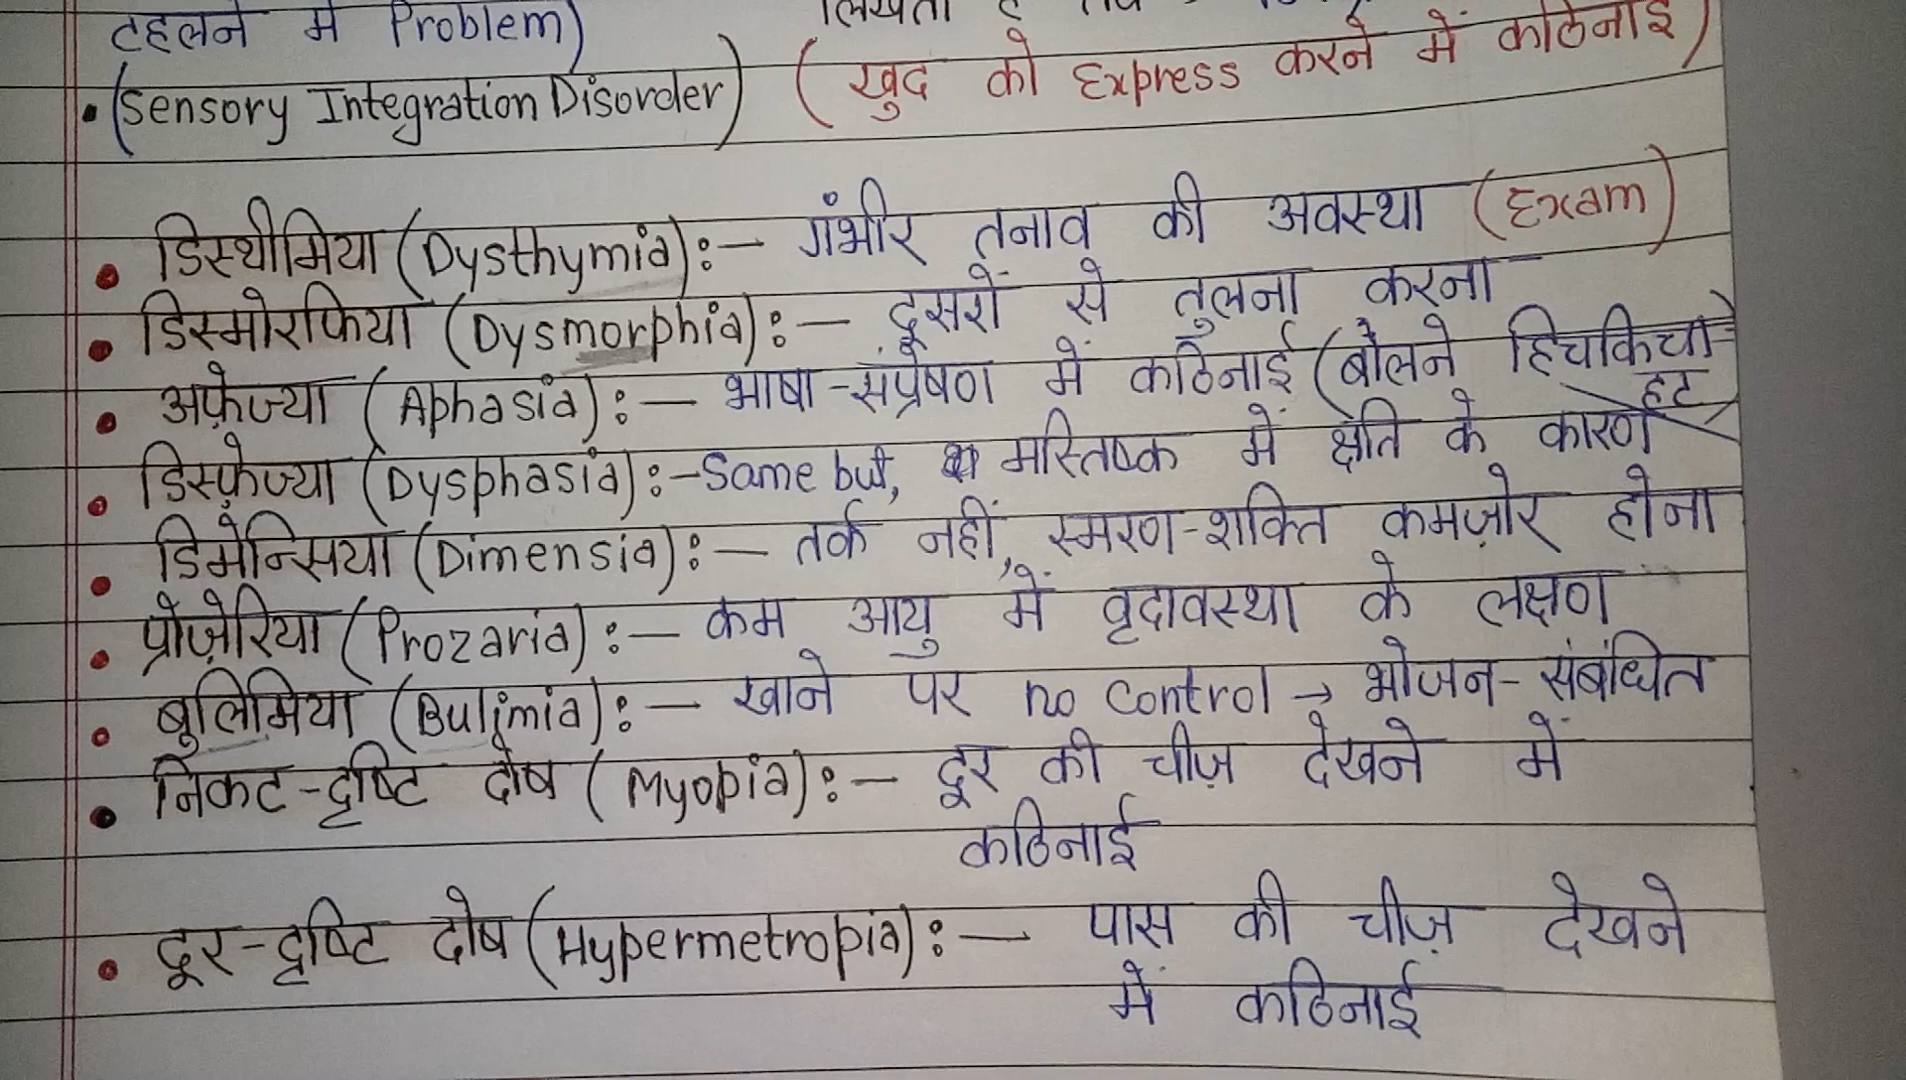 टहलने में Problem)
• (Sensory Integration Disorder) (खुद को Express करने में कठिनाई)
• डिस्थीमिया (Dysthymia):- गंभीर तनाव की अवस्था (Exam)
• डिस्मोरफिया (Dysmorphia):- दूसरों से तुलना करना
• अफ़ेज्या (Aphasia):- भाषा-संप्रेषण में कठिनाई (बोलने हिचकिचाहट)
• डिस्फ़ेज्या (Dysphasia):- Same but, मस्तिष्क में क्षति के कारण
• डिमेन्सिया (Dimensia):- तर्क नहीं, स्मरण-शक्ति कमज़ोर होना
• प्रोज़ेरिया (Prozaria):- कम आयु में वृदावस्था के लक्षण
• बुलिमिया (Bulimia):- खाने पर no control → भोजन-संबंधित
• निकट-दृष्टि दोष (Myopia):- दूर की चीज़ देखने में
कठिनाई
• दूर-दृष्टि दोष (Hypermetropia):- पास की चीज़ देखने
में कठिनाई